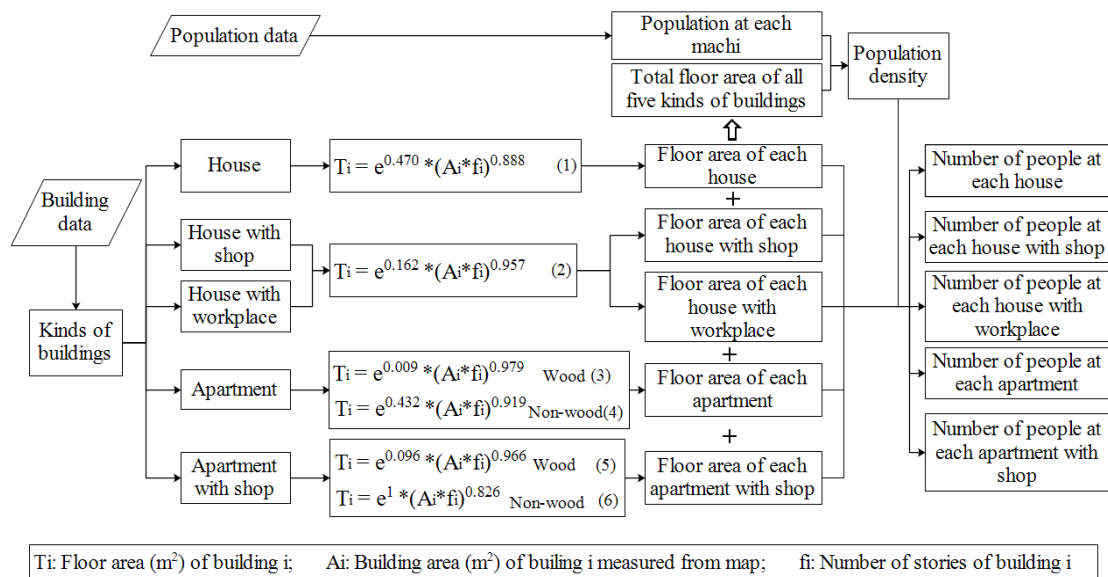 Population data
Population at each
machi
Total floor area of all
five kinds of buildings
Population
density
Building
data
Kinds of
buildings
House
Ti = e^0.470 *(Ai*fi)^0.888 (1)
Floor area of each
house
+
House with
shop
House with
workplace
Ti = e^0.162 *(Ai*fi)^0.957 (2)
Floor area of each
house with shop
Floor area of each
house with
workplace
+
Apartment
Ti = e^0.009 *(Ai*fi)^0.979 Wood (3)
Ti = e^0.432 *(Ai*fi)^0.919 Non-wood(4)
Floor area of each
apartment
+
Apartment
with shop
Ti = e^0.096 *(Ai*fi)^0.966 Wood (5)
Ti = e^1 *(Ai*fi)^0.826 Non-wood (6)
Floor area of each
apartment with shop
Number of people at
each house
Number of people at
each house with shop
Number of people at
each house with
workplace
Number of people at
each apartment
Number of people at
each apartment with
shop
Ti: Floor area (m²) of building i; Ai: Building area (m²) of builing i measured from map; fi: Number of stories of building i